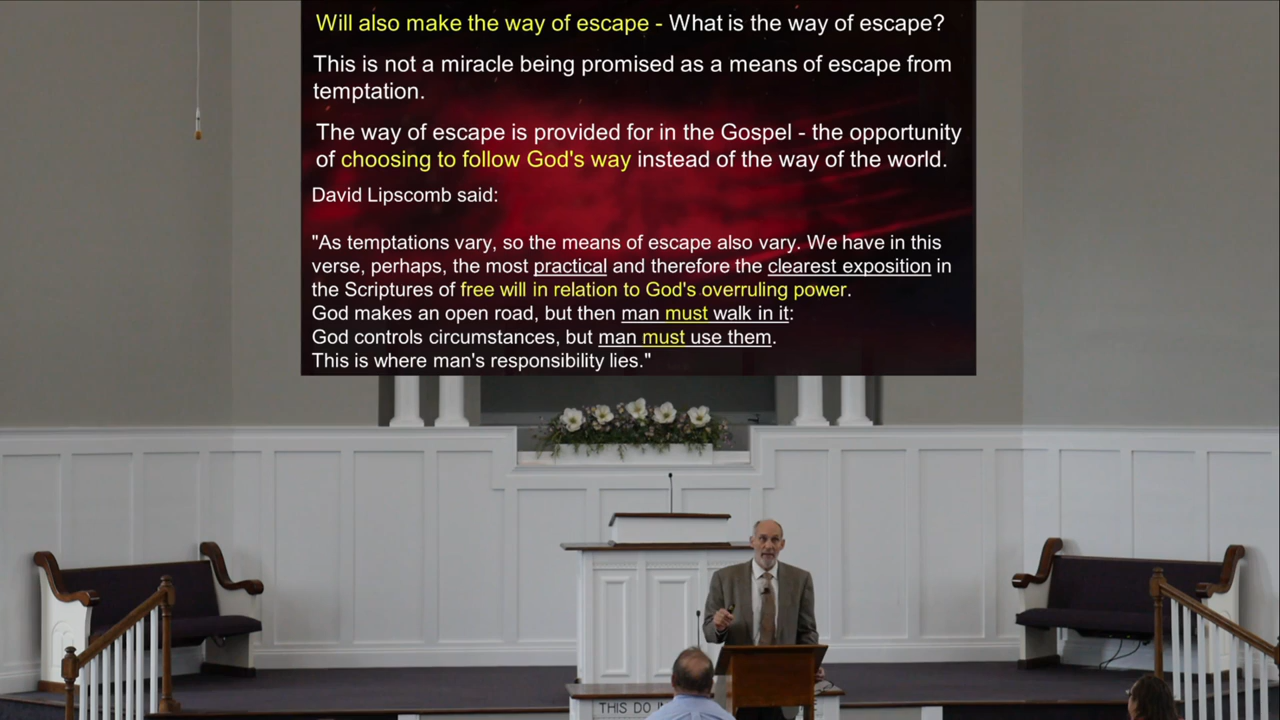 Will also make the way of escape - What is the way of escape?
This is not a miracle being promised as a means of escape from
temptation.
The way of escape is provided for in the Gospel - the opportunity
of choosing to follow God's way instead of the way of the world.
David Lipscomb said:
"As temptations vary, so the means of escape also vary. We have in this
verse, perhaps, the most practical and therefore the clearest exposition in
the Scriptures of free will in relation to God's overruling power.
God makes an open road, but then man must walk in it:
God controls circumstances, but man must use them.
This is where man's responsibility lies."
THIS DO